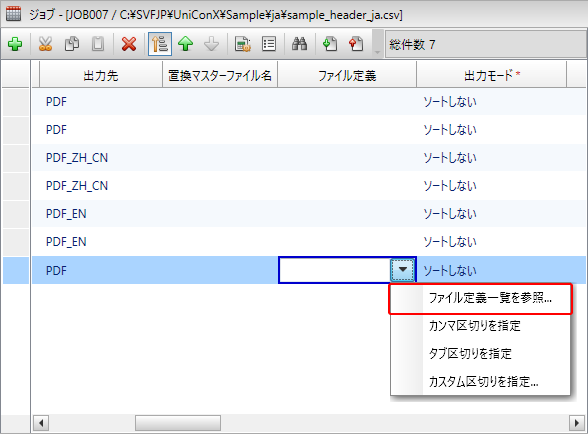 ジョブ - [JOB007 / C:¥SVFJP¥UniConX¥Sample¥ja¥sample_header_ja.csv]
総件数 7
出力先 置換マスターファイル名 ファイル定義 出力モード*
PDF ソートしない
PDF ソートしない
PDF_ZH_CN ソートしない
PDF_ZH_CN ソートしない
PDF_EN ソートしない
PDF_EN ソートしない
PDF ソートしない
ファイル定義一覧を参照...
カンマ区切りを指定
タブ区切りを指定
カスタム区切りを指定...